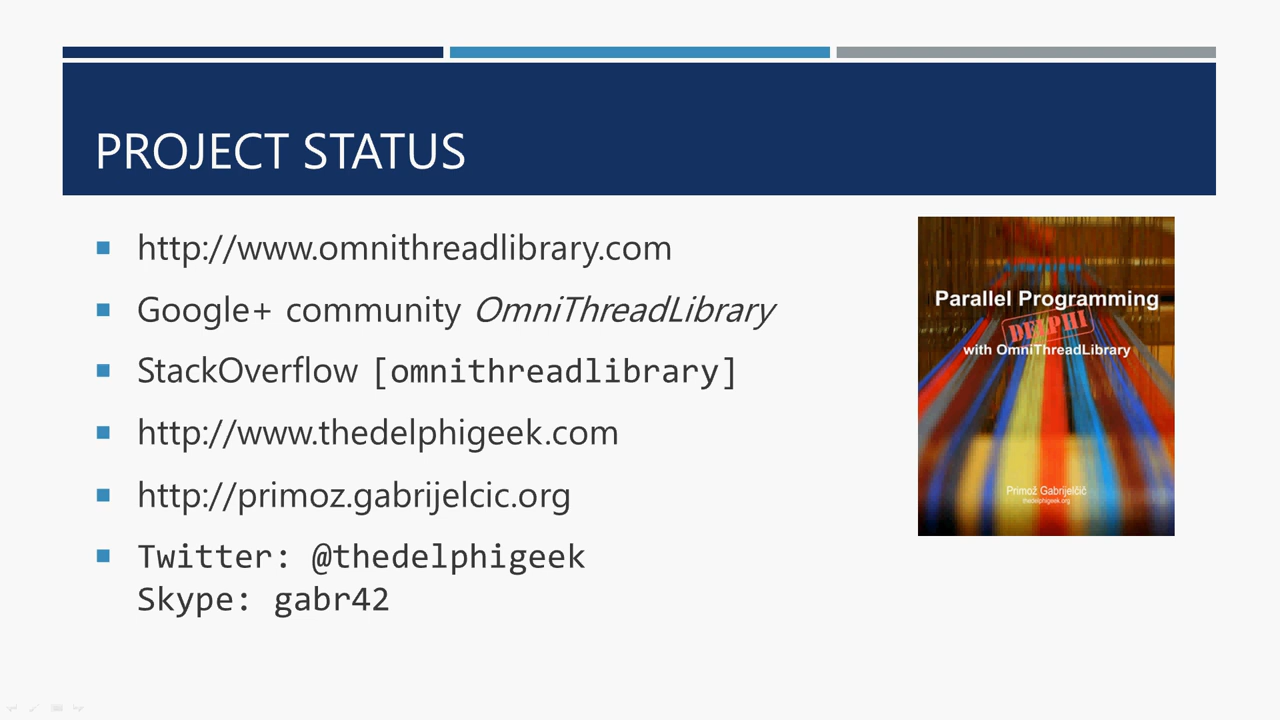 PROJECT STATUS
http://www.omnithreadlibrary.com
Google+ community OmniThreadLibrary
StackOverflow [omnithreadlibrary]
http://www.thedelphigeek.com
http://primoz.gabrijelcic.org
Twitter: @thedelphigeek
Skype: gabr42
Parallel Programming
DELPHI
with OmniThreadLibrary
Primož Gabrijelčič
thedelphigeek.org